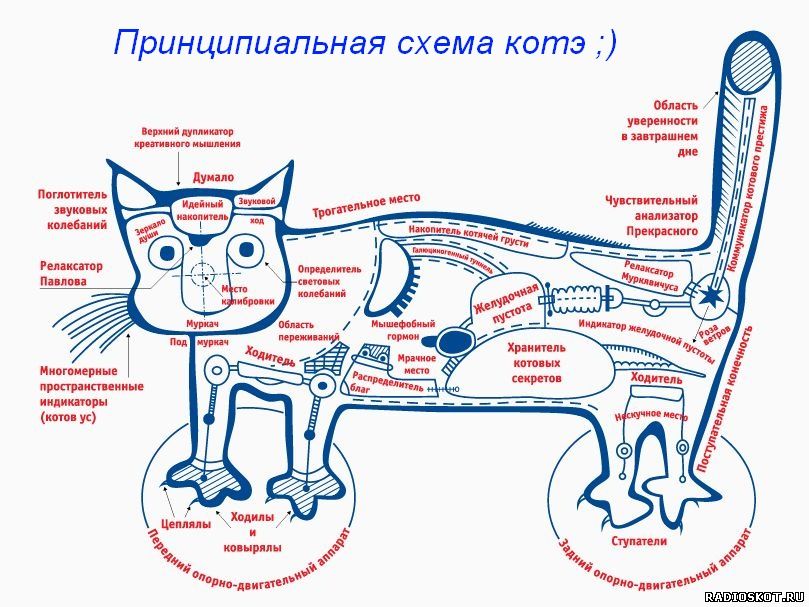 Принципиальная схема котэ ;)
Верхний дупликатор
креативного мышления
Думало
Поглотитель
звуковых
колебаний
Идейный
накопитель
Звуковой
ход
Зеркало
души
Релаксатор
Павлова
Место
калибровки
Определитель
световых
колебаний
Муркач
Под муркач
Многомерные
пространственные
индикаторы
(котов ус)
Трогательное место
Накопитель котячей грусти
Галюциногенный туннель
Область
уверенности
в завтрашнем
дне
Чувствительный
анализатор
Прекрасного
Коммуникатор котового престижа
Релаксатор
Муркявичуса
Желудочная
пустота
Роза
ветров
Индикатор желудочной пустоты
Область
переживаний
Мышефобный
гормон
Мрачное
место
Ходитель
Распределитель
благ
Хранитель
котовых
секретов
Ходитель
Нескучное место
Поступательная конечность
Цеплялы
Ходилы
и
ковырялы
Передний опорно-двигательный аппарат
Ступатели
Задний опорно-двигательный аппарат
RADIOSKOT.RU